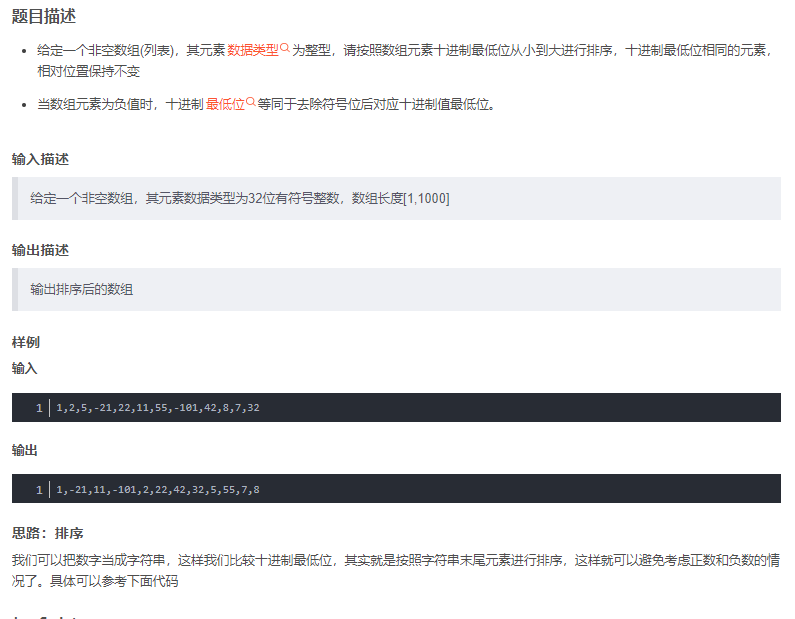 题目描述
给定一个非空数组(列表)，其元素数据类型为整型，请按照数组元素十进制最低位从小到大进行排序，十进制最低位相同的元素，
相对位置保持不变
当数组元素为负值时，十进制最低位等同于去除符号位后对应十进制值最低位。
输入描述
给定一个非空数组，其元素数据类型为32位有符号整数，数组长度[1,1000]
输出描述
输出排序后的数组
样例
输入
1 1,2,5,-21,22,11,55,-101,42,8,7,32
输出
1 1,-21,11,-101,2,22,42,32,5,55,7,8
思路：排序
我们可以把数字当成字符串，这样我们比较十进制最低位，其实就是按照字符串末尾元素进行排序，这样就可以避免考虑正数和负数的情
况了。具体可以参考下面代码